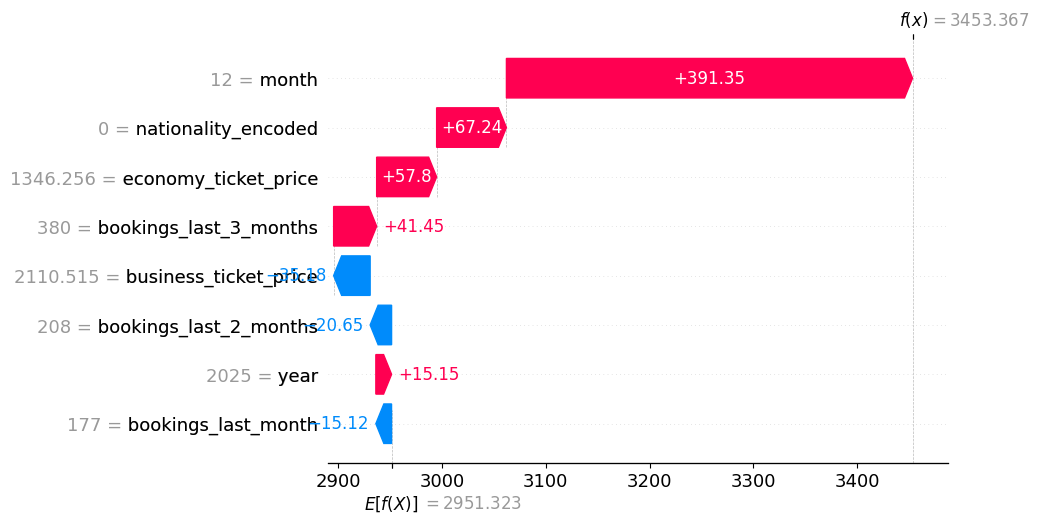 f(x) = 3453.367
12 = month +391.35
0 = nationality_encoded +67.24
1346.256 = economy_ticket_price +57.8
380 = bookings_last_3_months +41.45
2110.515 = business_ticket_price −35.18
208 = bookings_last_2_months −20.65
2025 = year +15.15
177 = bookings_last_month −15.12
2900 3000 3100 3200 3300 3400
E[f(X)] = 2951.323